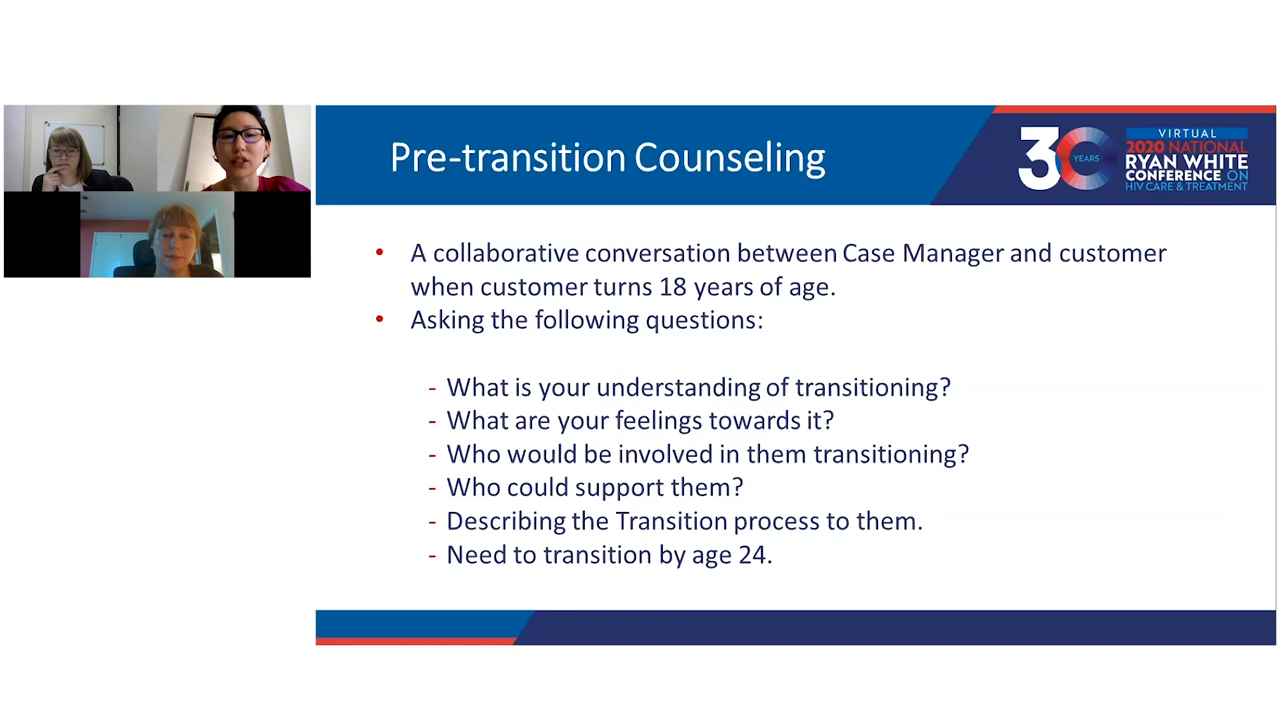 Pre-transition Counseling
30
YEARS
VIRTUAL
2020 NATIONAL
RYAN WHITE
CONFERENCE ON
HIV CARE & TREATMENT
• A collaborative conversation between Case Manager and customer
when customer turns 18 years of age.
• Asking the following questions:
- What is your understanding of transitioning?
- What are your feelings towards it?
- Who would be involved in them transitioning?
- Who could support them?
- Describing the Transition process to them.
- Need to transition by age 24.